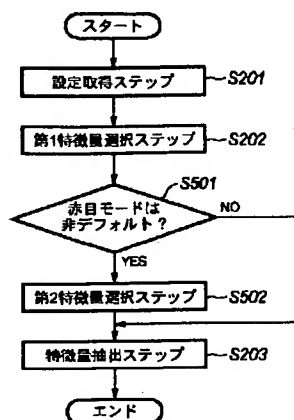 スタート
設定取得ステップ
S201
第1特徴量選択ステップ
S202
S501
赤目モードは
非デフォルト?
NO
YES
第2特徴量選択ステップ
S502
特徴量抽出ステップ
S203
エンド